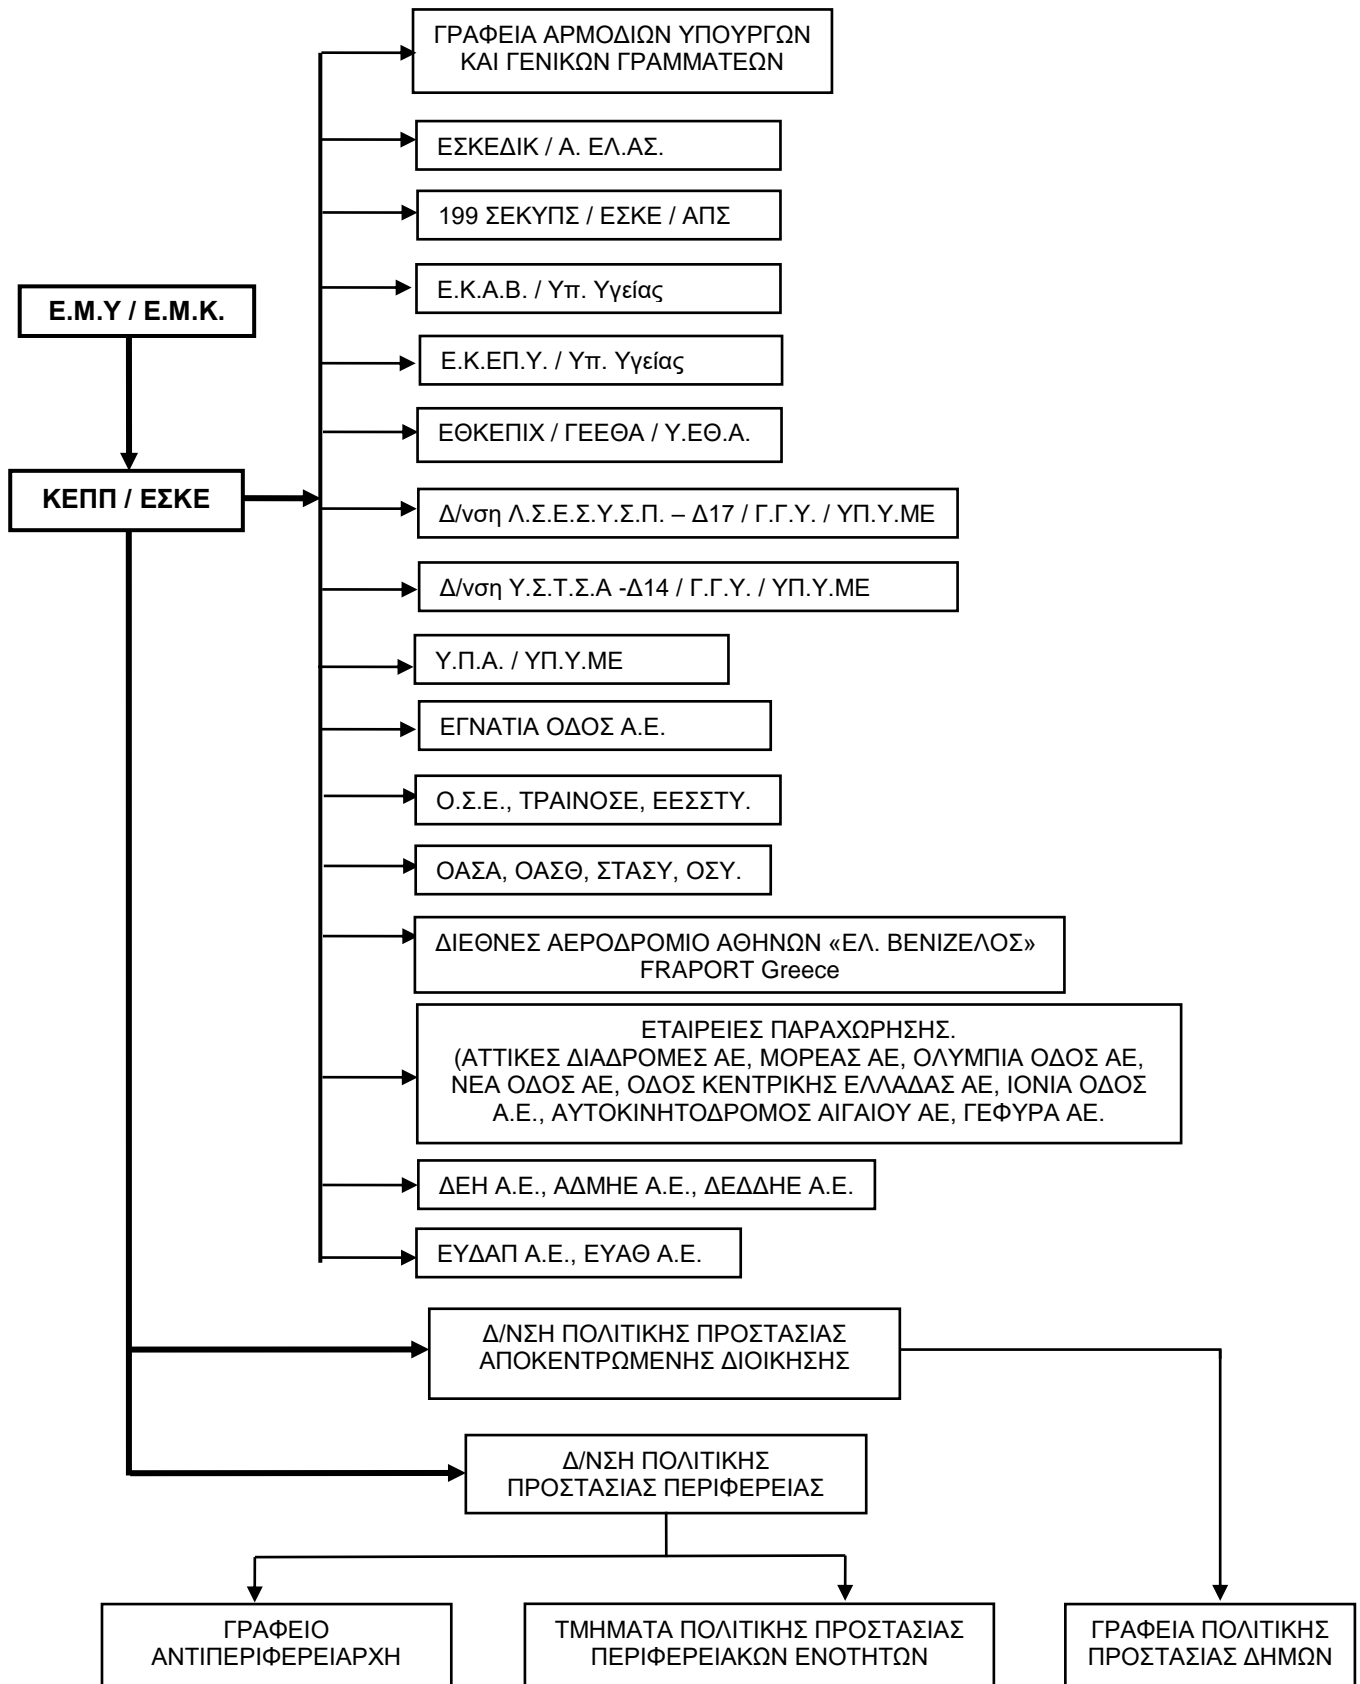 ΓΡΑΦΕΙΑ ΑΡΜΟΔΙΩΝ ΥΠΟΥΡΓΩΝ
ΚΑΙ ΓΕΝΙΚΩΝ ΓΡΑΜΜΑΤΕΩΝ
ΕΣΚΕΔΙΚ / Α. ΕΛ.ΑΣ.
199 ΣΕΚΥΠΣ / ΕΣΚΕ / ΑΠΣ
Ε.Κ.Α.Β. / Υπ. Υγείας
Ε.Μ.Υ / Ε.Μ.Κ.
Ε.Κ.ΕΠ.Υ. / Υπ. Υγείας
ΕΘΚΕΠΙΧ / ΓΕΕΘΑ / Υ.ΕΘ.Α.
ΚΕΠΠ / ΕΣΚΕ
Δ/νση Λ.Σ.Ε.Σ.Υ.Σ.Π. – Δ17 / Γ.Γ.Υ. / ΥΠ.Υ.ΜΕ
Δ/νση Υ.Σ.Τ.Σ.Α -Δ14 / Γ.Γ.Υ. / ΥΠ.Υ.ΜΕ
Υ.Π.Α. / ΥΠ.Υ.ΜΕ
ΕΓΝΑΤΙΑ ΟΔΟΣ Α.Ε.
Ο.Σ.Ε., ΤΡΑΙΝΟΣΕ, ΕΕΣΣΤΥ.
ΟΑΣΑ, ΟΑΣΘ, ΣΤΑΣΥ, ΟΣΥ.
ΔΙΕΘΝΕΣ ΑΕΡΟΔΡΟΜΙΟ ΑΘΗΝΩΝ «ΕΛ. ΒΕΝΙΖΕΛΟΣ»
FRAPORT Greece
ΕΤΑΙΡΕΙΕΣ ΠΑΡΑΧΩΡΗΣΗΣ.
(ΑΤΤΙΚΕΣ ΔΙΑΔΡΟΜΕΣ ΑΕ, ΜΟΡΕΑΣ ΑΕ, ΟΛΥΜΠΙΑ ΟΔΟΣ ΑΕ,
ΝΕΑ ΟΔΟΣ ΑΕ, ΟΔΟΣ ΚΕΝΤΡΙΚΗΣ ΕΛΛΑΔΑΣ ΑΕ, ΙΟΝΙΑ ΟΔΟΣ
Α.Ε., ΑΥΤΟΚΙΝΗΤΟΔΡΟΜΟΣ ΑΙΓΑΙΟΥ ΑΕ, ΓΕΦΥΡΑ ΑΕ.
ΔΕΗ Α.Ε., ΑΔΜΗΕ Α.Ε., ΔΕΔΔΗΕ Α.Ε.
ΕΥΔΑΠ Α.Ε., ΕΥΑΘ Α.Ε.
Δ/ΝΣΗ ΠΟΛΙΤΙΚΗΣ ΠΡΟΣΤΑΣΙΑΣ
ΑΠΟΚΕΝΤΡΩΜΕΝΗΣ ΔΙΟΙΚΗΣΗΣ
Δ/ΝΣΗ ΠΟΛΙΤΙΚΗΣ
ΠΡΟΣΤΑΣΙΑΣ ΠΕΡΙΦΕΡΕΙΑΣ
ΓΡΑΦΕΙΟ
ΑΝΤΙΠΕΡΙΦΕΡΕΙΑΡΧΗ
ΤΜΗΜΑΤΑ ΠΟΛΙΤΙΚΗΣ ΠΡΟΣΤΑΣΙΑΣ
ΠΕΡΙΦΕΡΕΙΑΚΩΝ ΕΝΟΤΗΤΩΝ
ΓΡΑΦΕΙΑ ΠΟΛΙΤΙΚΗΣ
ΠΡΟΣΤΑΣΙΑΣ ΔΗΜΩΝ